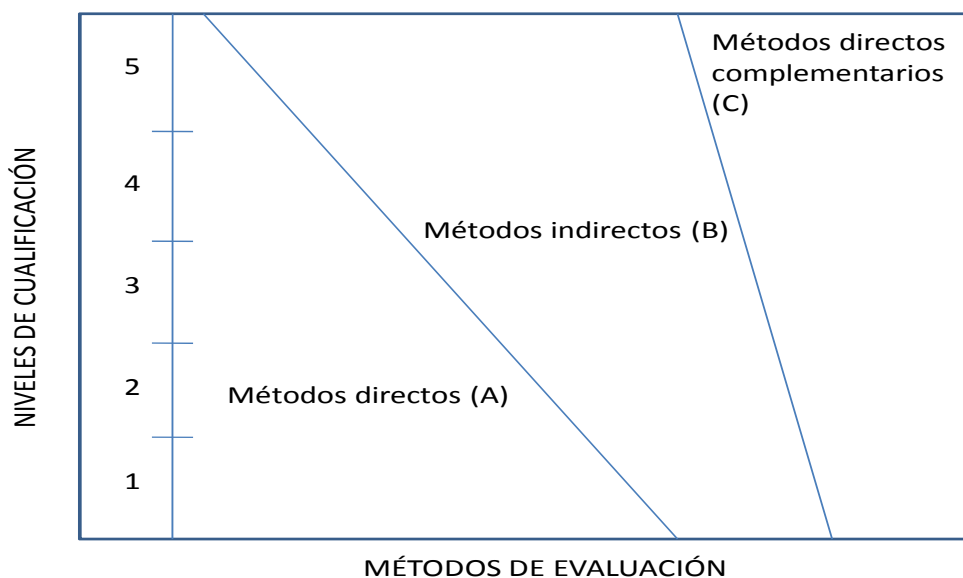 Métodos directos
complementarios
(C)
5
4
Métodos indirectos (B)
3
2
Métodos directos (A)
1
NIVELES DE CUALIFICACIÓN
MÉTODOS DE EVALUACIÓN